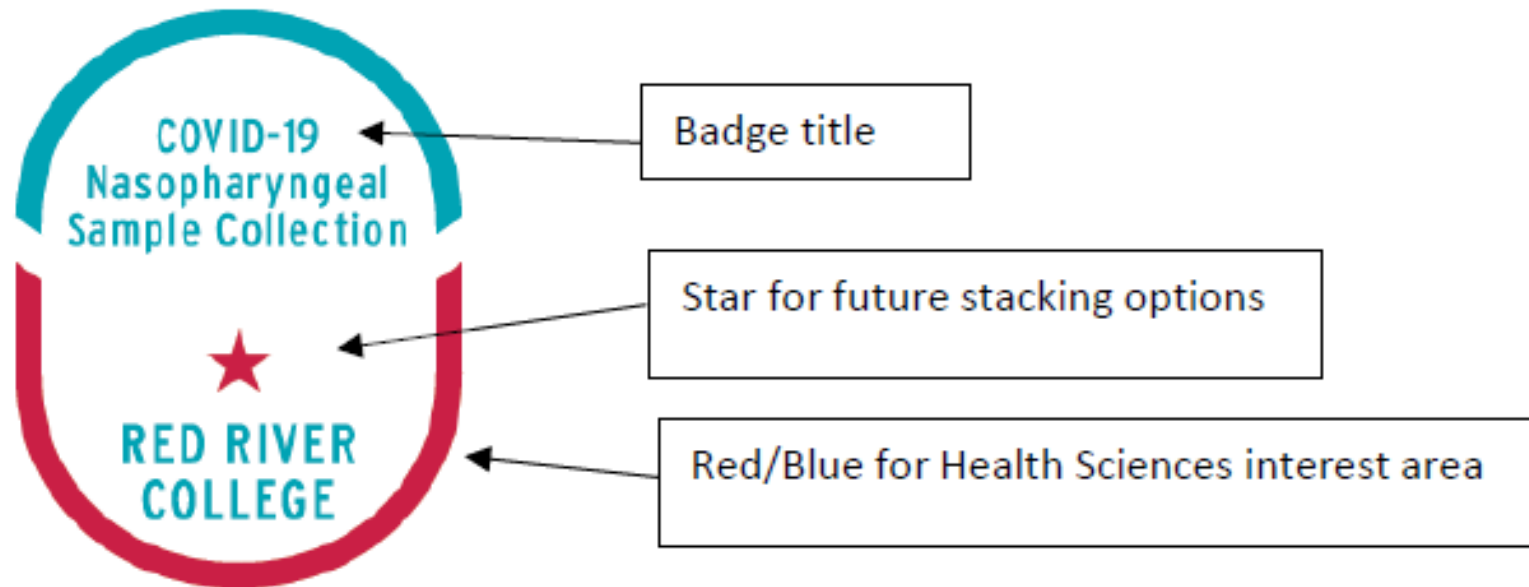 COVID-19
Nasopharyngeal
Sample Collection
RED RIVER
COLLEGE
Badge title
Star for future stacking options
Red/Blue for Health Sciences interest area